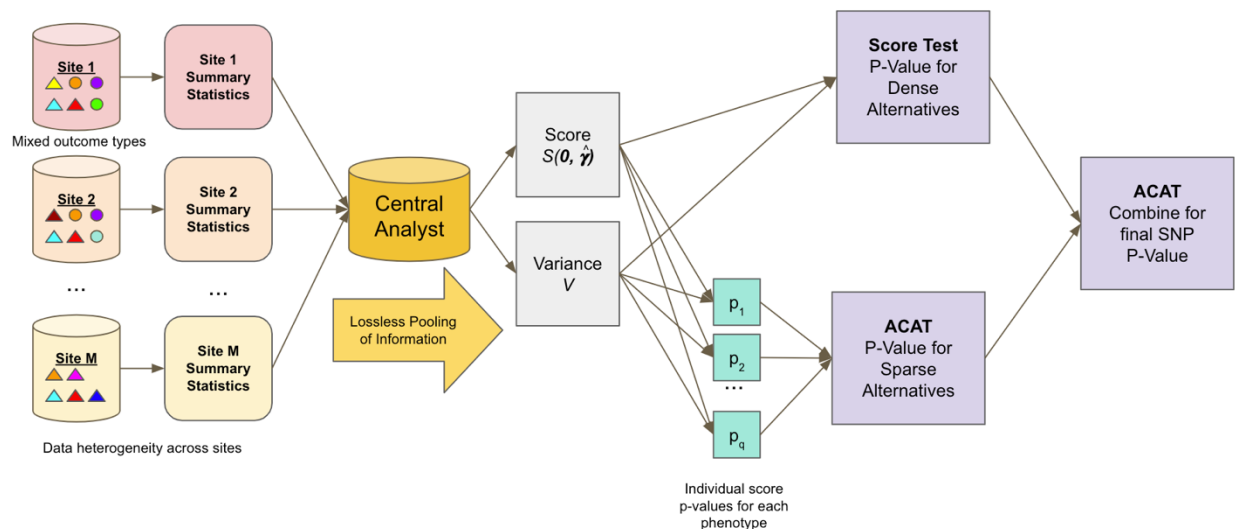 Site 1
Mixed outcome types
Site 1
Summary
Statistics
Site 2
Site 2
Summary
Statistics
...
...
Site M
Site M
Summary
Statistics
Data heterogeneity across sites
Central
Analyst
Lossless Pooling
of Information
Score
S(0, γ̂)
Variance
V
p1
p2
...
pq
Individual score
p-values for each
phenotype
Score Test
P-Value for
Dense
Alternatives
ACAT
P-Value for
Sparse
Alternatives
ACAT
Combine for
final SNP
P-Value